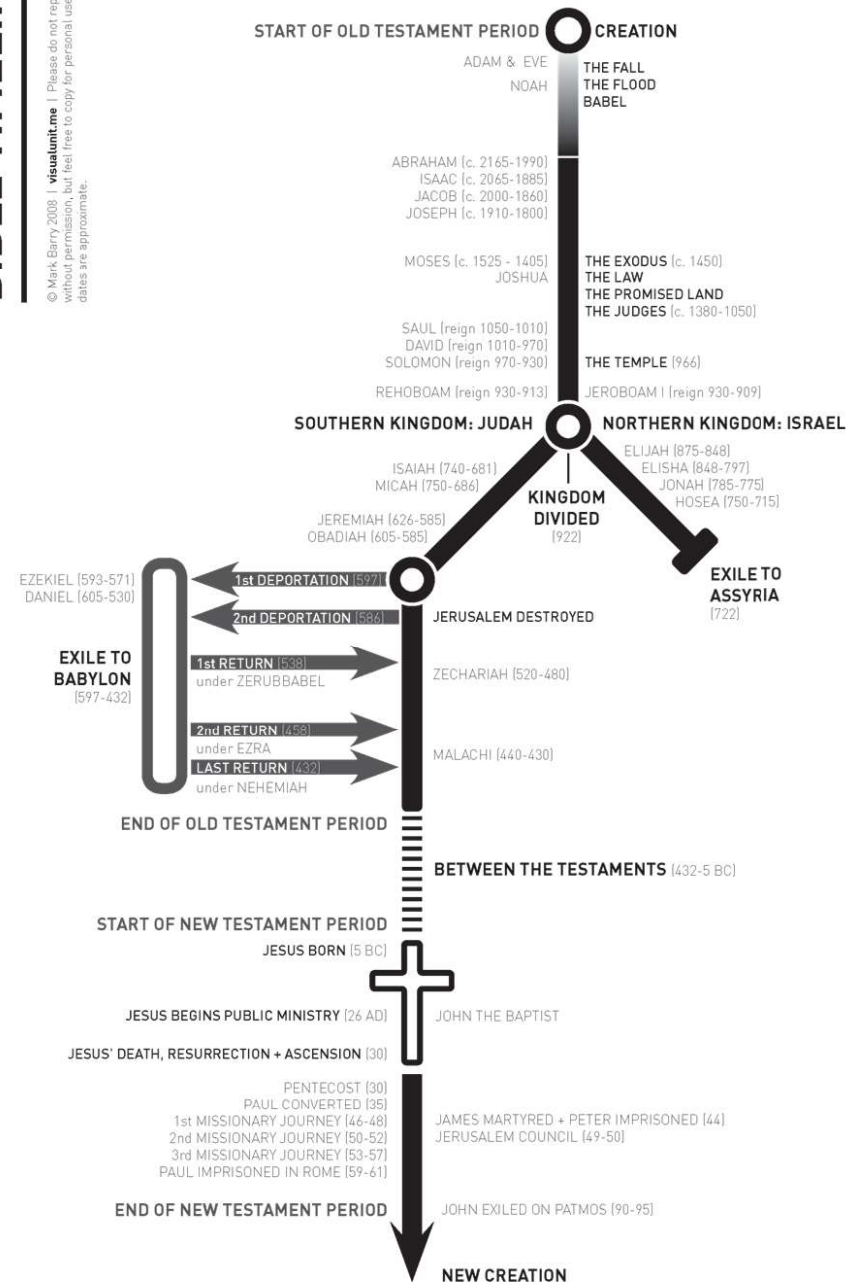 © Mark Barry 2008 | visualunit.me | Please do not
without permission, but feel free to copy for personal use
dates are approximate.
START OF OLD TESTAMENT PERIOD CREATION
ADAM & EVE
NOAH
THE FALL
THE FLOOD
BABEL
ABRAHAM (c. 2165-1990)
ISAAC (c. 2065-1885)
JACOB (c. 2000-1860)
JOSEPH (c. 1910-1800)
MOSES (c. 1525 - 1405)
JOSHUA
THE EXODUS (c. 1450)
THE LAW
THE PROMISED LAND
THE JUDGES (c. 1380-1050)
SAUL (reign 1050-1010)
DAVID (reign 1010-970)
SOLOMON (reign 970-930)
THE TEMPLE (966)
REHOBOAM (reign 930-913)
JEROBOAM I (reign 930-909)
SOUTHERN KINGDOM: JUDAH
NORTHERN KINGDOM: ISRAEL
ISAIAH (740-681)
MICAH (750-686)
JEREMIAH (626-585)
OBADIAH (605-585)
KINGDOM
DIVIDED
(922)
ELIJAH (875-848)
ELISHA (848-797)
JONAH (785-775)
HOSEA (750-715)
EXILE TO
ASSYRIA
(722)
EZEKIEL (593-571)
DANIEL (605-530)
1st DEPORTATION (597)
2nd DEPORTATION (586)
JERUSALEM DESTROYED
EXILE TO
BABYLON
(597-432)
1st RETURN (538)
under ZERUBBABEL
ZECHARIAH (520-480)
2nd RETURN (458)
under EZRA
LAST RETURN (432)
under NEHEMIAH
MALACHI (440-430)
END OF OLD TESTAMENT PERIOD
BETWEEN THE TESTAMENTS (432-5 BC)
START OF NEW TESTAMENT PERIOD
JESUS BORN (5 BC)
JESUS BEGINS PUBLIC MINISTRY (26 AD)
JOHN THE BAPTIST
JESUS' DEATH, RESURRECTION + ASCENSION (30)
PENTECOST (30)
PAUL CONVERTED (35)
1st MISSIONARY JOURNEY (46-48)
2nd MISSIONARY JOURNEY (50-52)
3rd MISSIONARY JOURNEY (53-57)
PAUL IMPRISONED IN ROME (59-61)
JAMES MARTYRED + PETER IMPRISONED (44)
JERUSALEM COUNCIL (49-50)
END OF NEW TESTAMENT PERIOD
JOHN EXILED ON PATMOS (90-95)
NEW CREATION